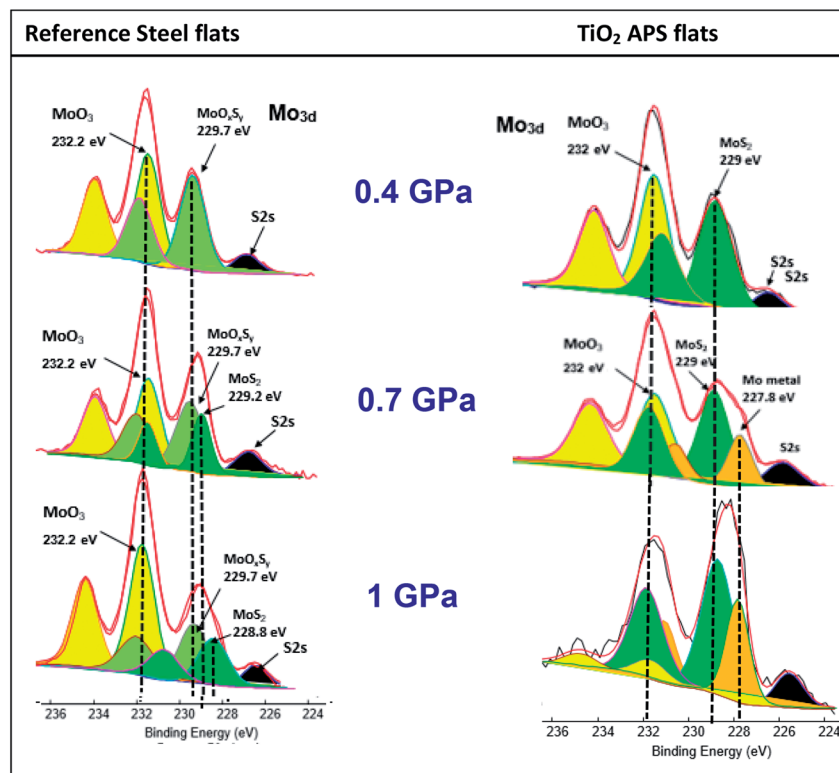 Reference Steel flats
TiO₂ APS flats
MoO₃
232.2 eV
MoOₓSᵧ
229.7 eV
Mo₃d
S2s
0.4 GPa
Mo₃d
MoO₃
232 eV
MoS₂
229 eV
S2s
S2s
MoO₃
232.2 eV
MoOₓSᵧ
229.7 eV
MoS₂
229.2 eV
S2s
0.7 GPa
MoO₃
232 eV
MoS₂
229 eV
Mo metal
227.8 eV
S2s
MoO₃
232.2 eV
MoOₓSᵧ
229.7 eV
MoS₂
228.8 eV
S2s
1 GPa
236 234 232 230 228 226 224
Binding Energy (eV)
236 234 232 230 228 226 224
Binding Energy (eV)